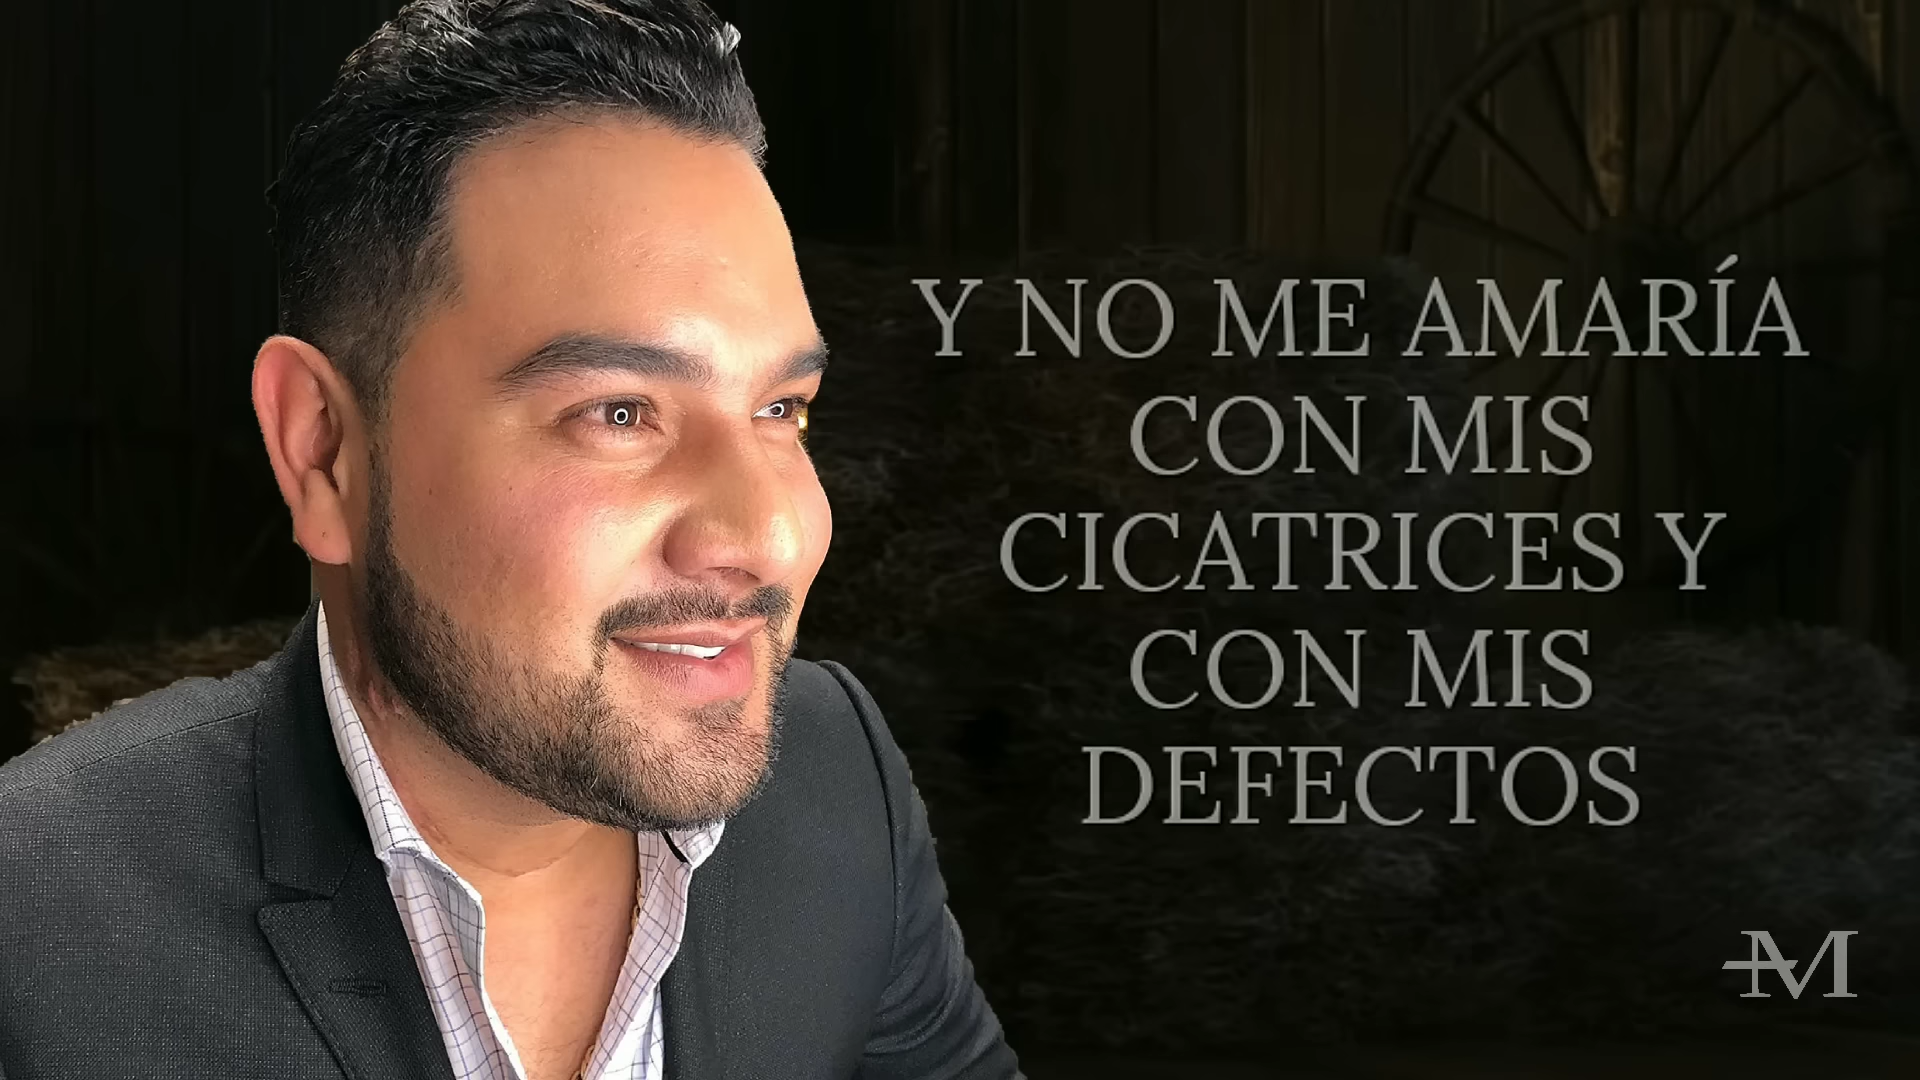 Y NO ME AMARÍA
CON MIS
CICATRICES Y
CON MIS
DEFECTOS
M